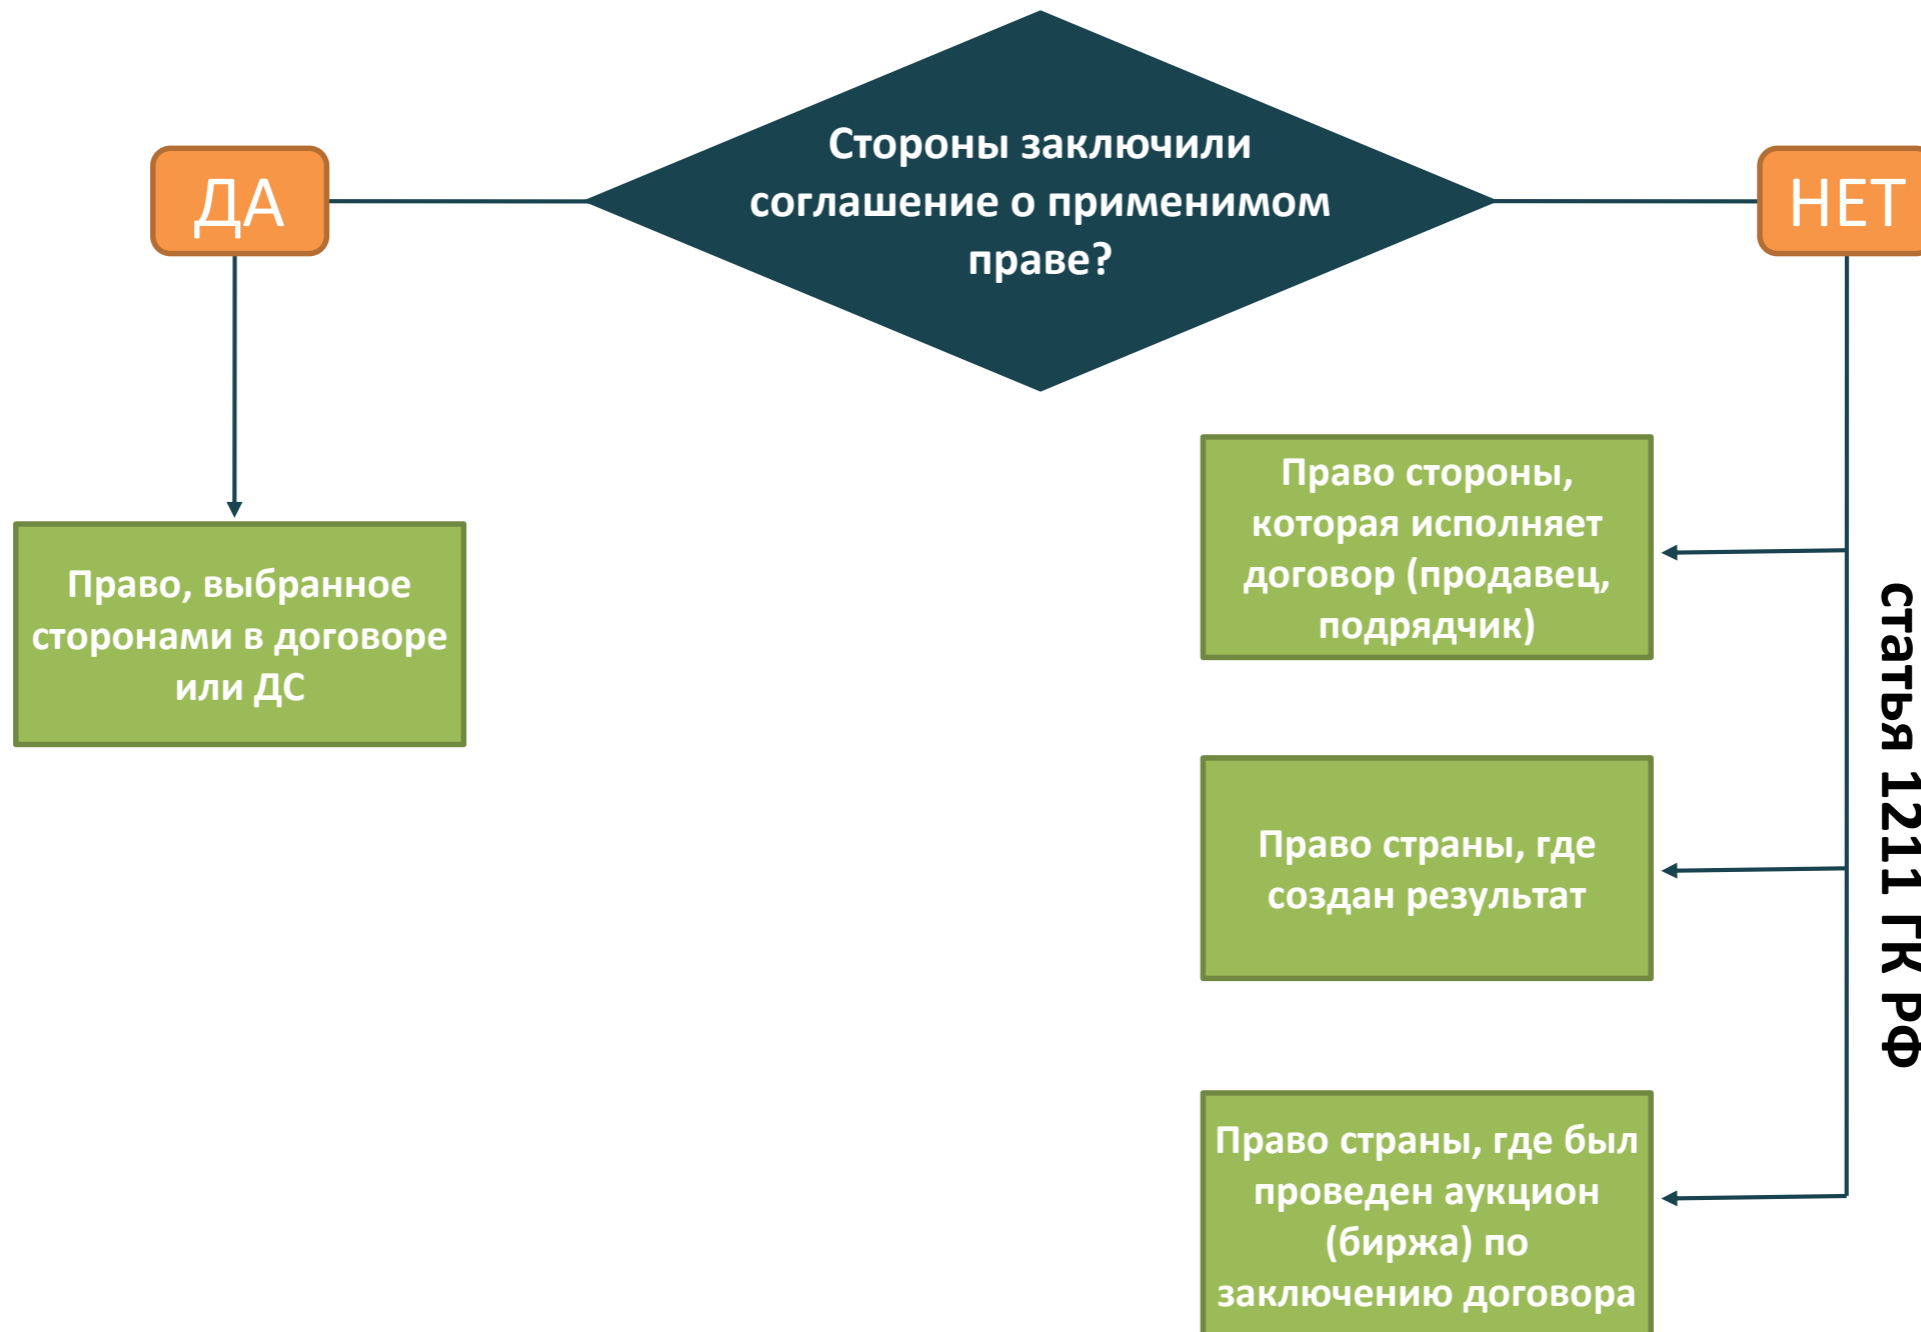 Стороны заключили
соглашение о применимом
праве?
ДА
НЕТ
Право, выбранное
сторонами в договоре
или ДС
Право стороны,
которая исполняет
договор (продавец,
подрядчик)
Право страны, где
создан результат
Право страны, где был
проведен аукцион
(биржа) по
заключению договора
статья 1211 ГК РФ